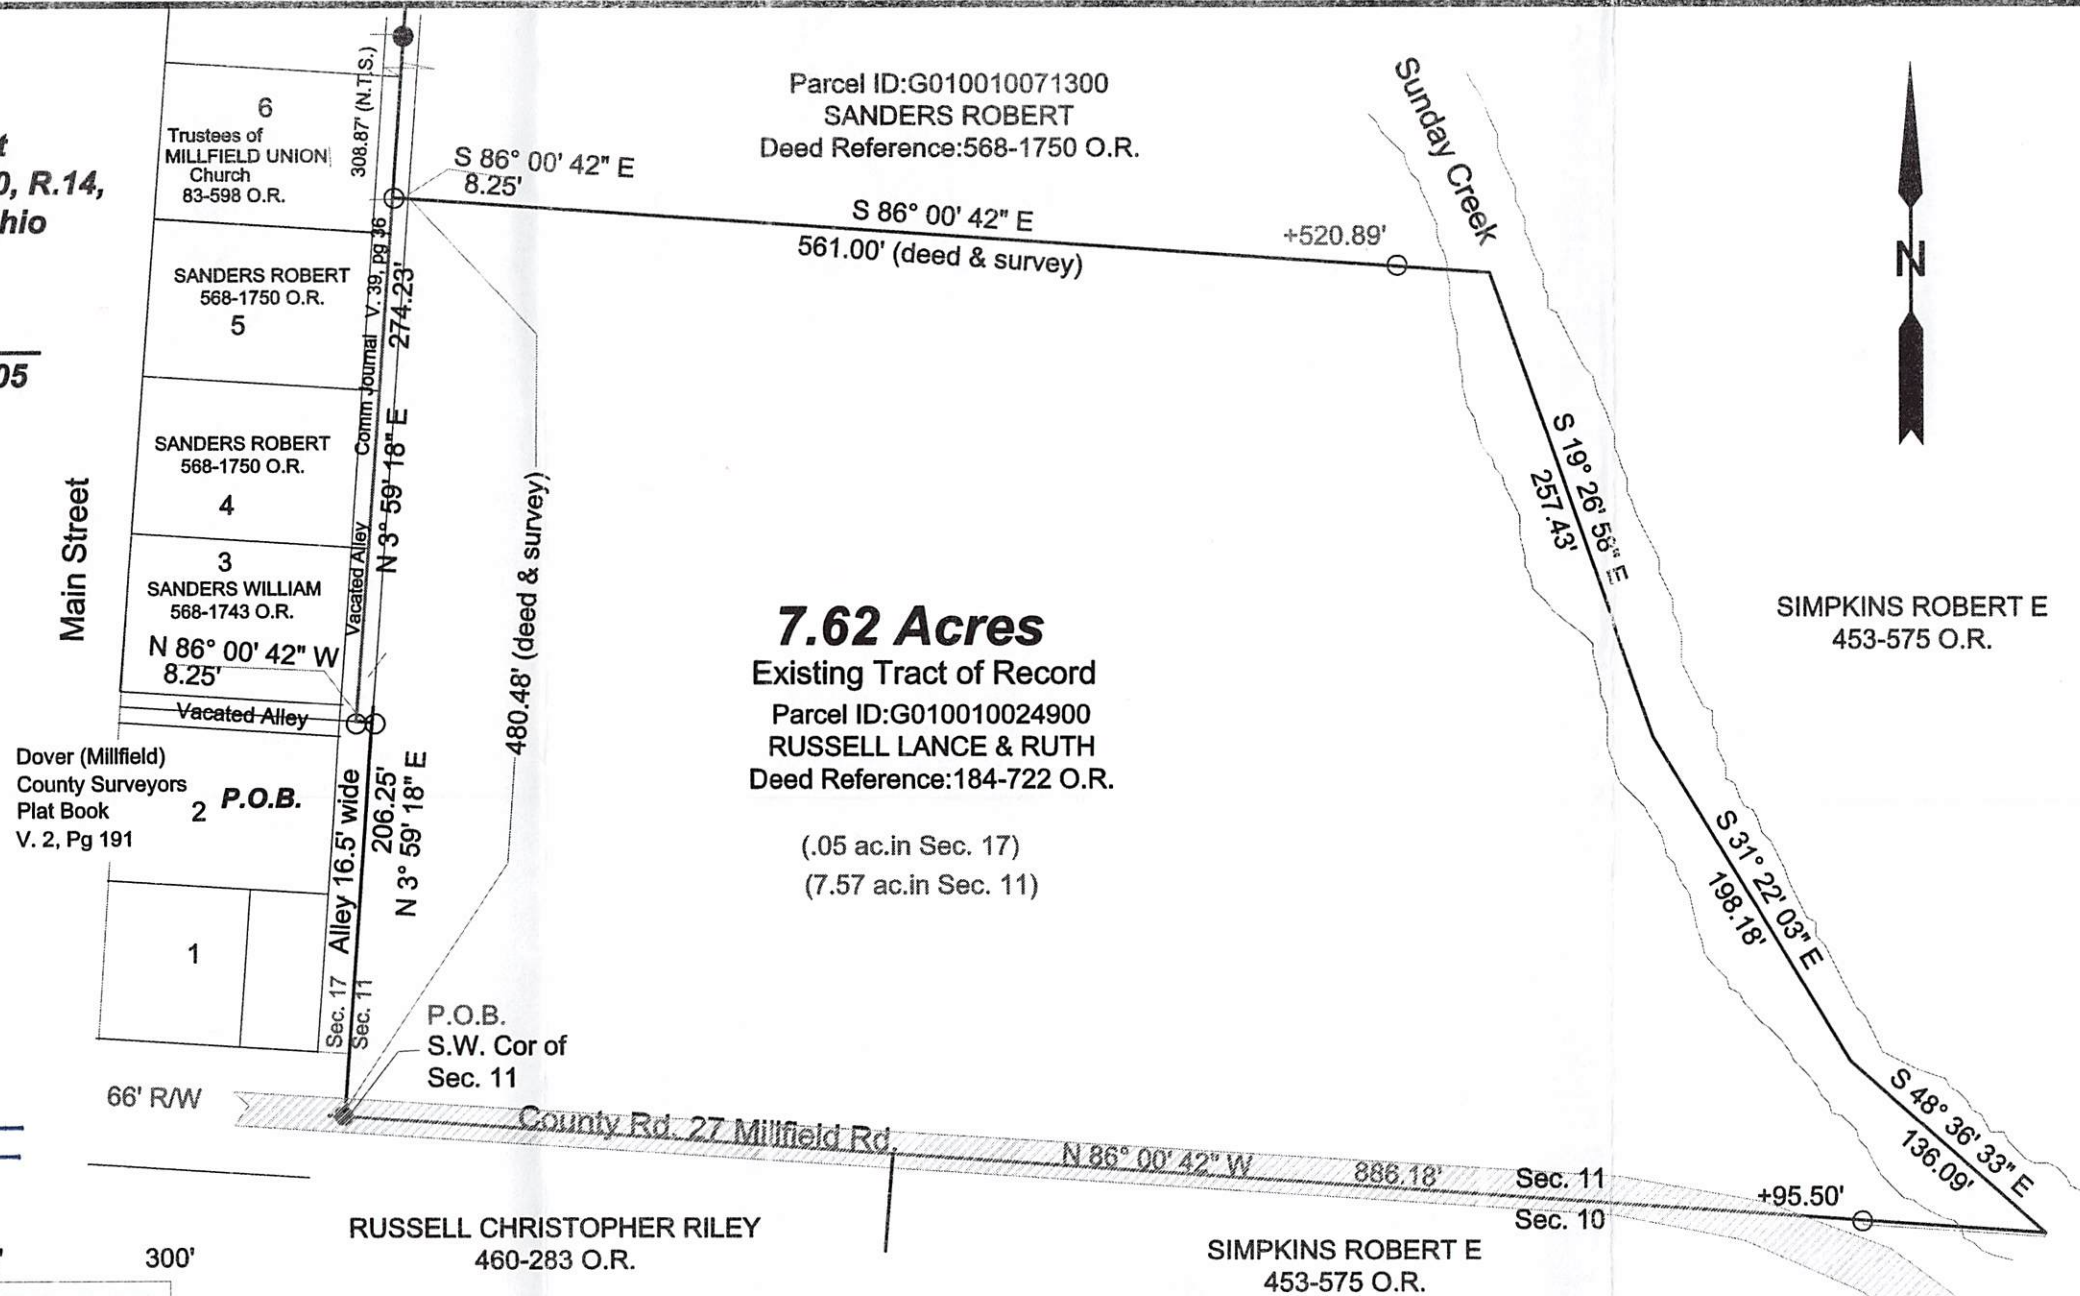 6
Trustees of
MILLFIELD UNION
Church
83-598 O.R.
308.87' (N.T.S.)
Parcel ID:G010010071300
SANDERS ROBERT
Deed Reference:568-1750 O.R.
Sunday Creek
t
0, R.14,
hio
05
S 86° 00' 42" E
8.25'
S 86° 00' 42" E
561.00' (deed & survey)
+520.89'
N
SANDERS ROBERT
568-1750 O.R.
5
Vacated Alley Comm Journal V. 39, pg 36
N 3° 59' 18" E 274.23'
SANDERS ROBERT
568-1750 O.R.
4
Main Street
480.48' (deed & survey)
S 19° 26' 58" E
257.43'
3
SANDERS WILLIAM
568-1743 O.R.
N 86° 00' 42" W
8.25'
Vacated Alley
7.62 Acres
Existing Tract of Record
Parcel ID:G010010024900
RUSSELL LANCE & RUTH
Deed Reference:184-722 O.R.
(.05 ac.in Sec. 17)
(7.57 ac.in Sec. 11)
SIMPKINS ROBERT E
453-575 O.R.
Dover (Millfield)
County Surveyors
Plat Book
V. 2, Pg 191
2 P.O.B.
Alley 16.5' wide
206.25'
N 3° 59' 18" E
S 31° 22' 03" E
198.18'
1
Sec. 17
Sec. 11
P.O.B.
S.W. Cor of
Sec. 11
66' R/W
County Rd. 27 Millfield Rd.
N 86° 00' 42" W 886.18'
Sec. 11
Sec. 10
+95.50'
S 48° 36' 33" E
136.09'
RUSSELL CHRISTOPHER RILEY
460-283 O.R.
SIMPKINS ROBERT E
453-575 O.R.
300'